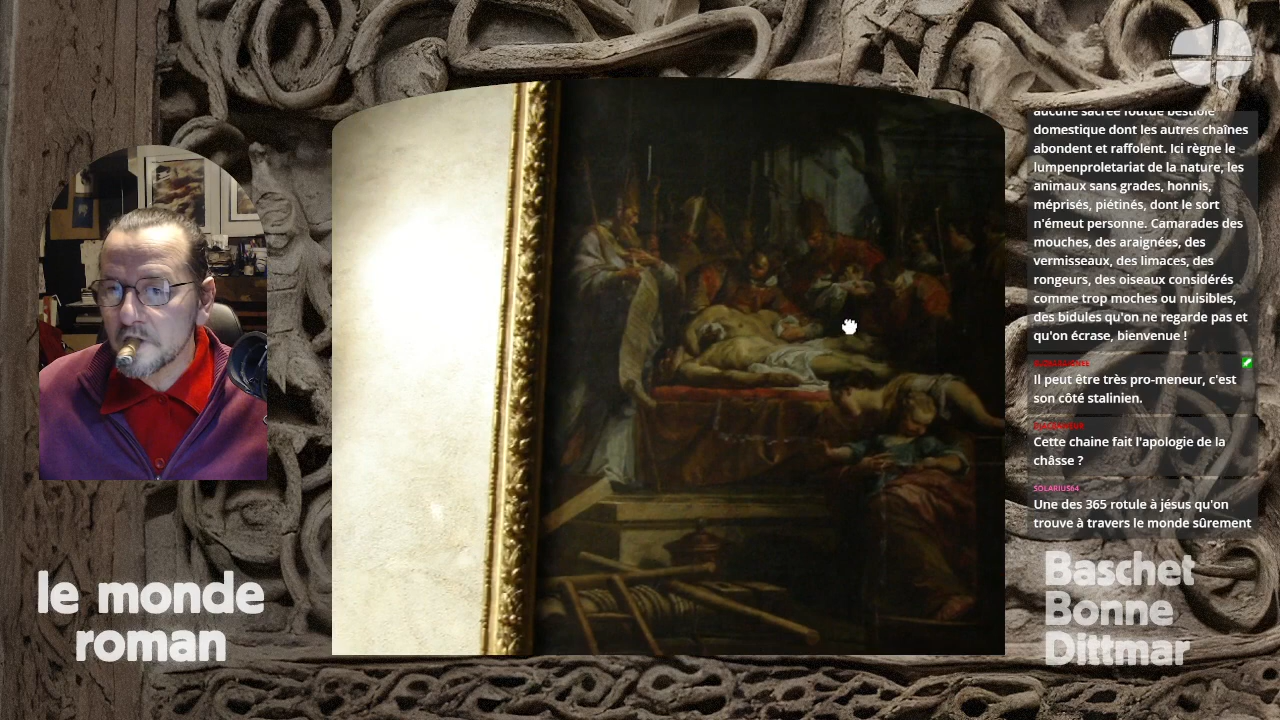 le monde
roman
domestique dont les autres chaînes
abondent et raffolent. Ici règne le
lumpenproletariat de la nature, les
animaux sans grades, honnis,
méprisés, piétinés, dont le sort
n'émeut personne. Camarades des
mouches, des araignées, des
vermisseaux, des limaces, des
rongeurs, des oiseaux considérés
comme trop moches ou nuisibles,
des bidules qu'on ne regarde pas et
qu'on écrase, bienvenue !
Il peut être très pro-meneur, c'est
son côté stalinien.
Cette chaine fait l'apologie de la
châsse ?
SOLARIUS64
Une des 365 rotule à jésus qu'on
trouve à travers le monde sûrement
Baschet
Bonne
Dittmar